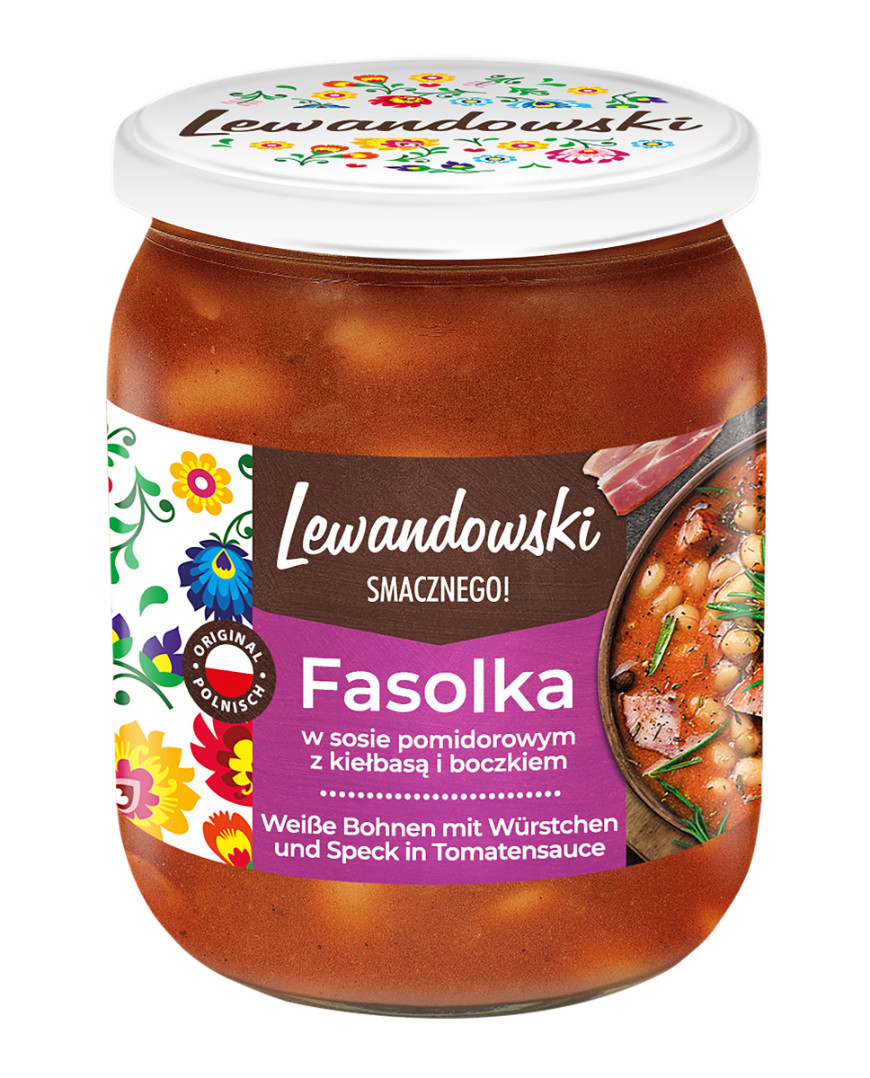 Lewandowski
Lewandowski
SMACZNEGO!
ORIGINAL
POLNISCH
Fasolka
w sosie pomidorowym
z kiełbasą i boczkiem
Weiße Bohnen mit Würstchen
und Speck in Tomatensauce